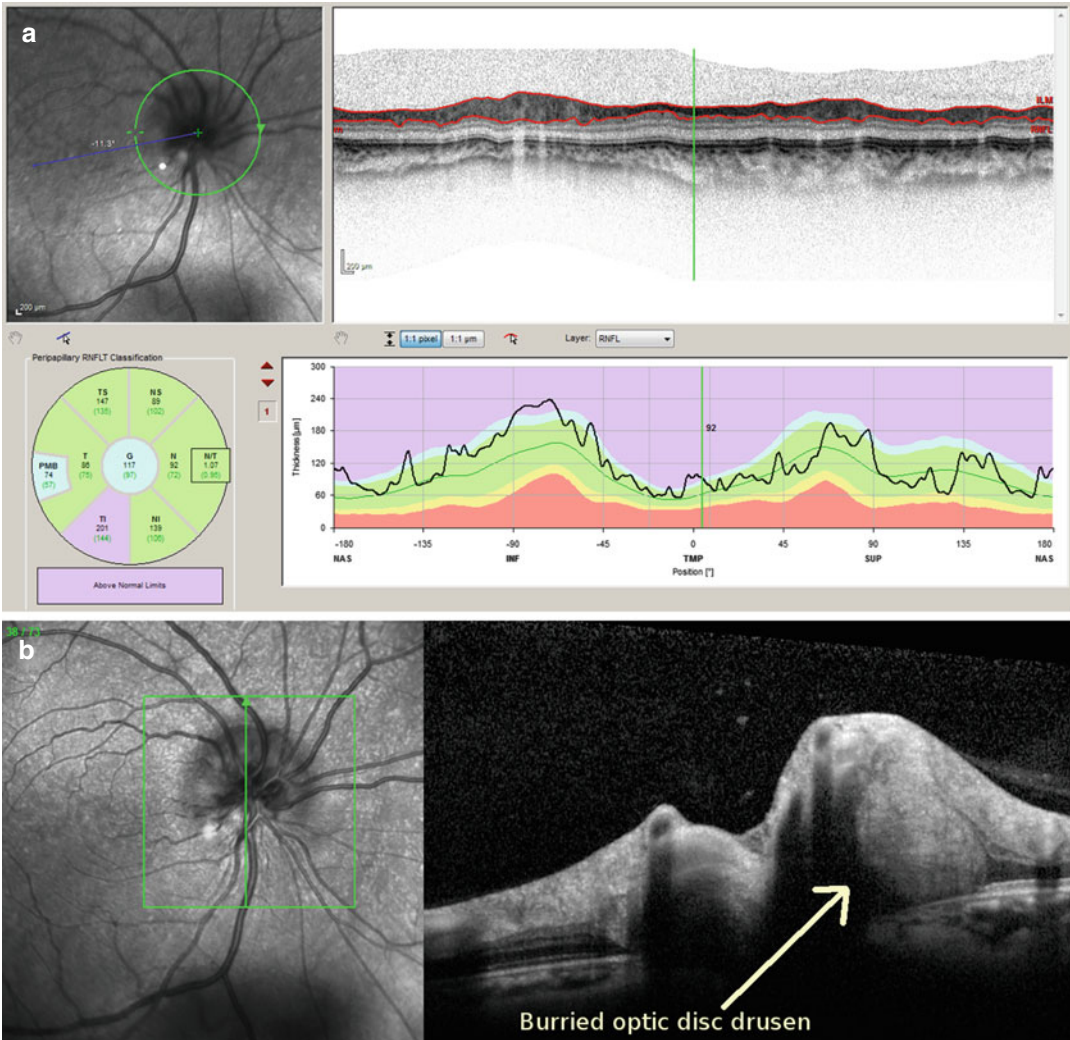 a
-11.3°
200 µm
ILM
RNFL
200 µm
1:1 pixel 1:1 µm Layer: RNFL
Peripapillary RNFLT Classification
TS
147
(135)
NS
89
(102)
PMB
74
(57)
T
86
(75)
G
117
(97)
N
92
(72)
N/T
1.07
(0.95)
TI
201
(144)
NI
139
(106)
Above Normal Limits
1
Thickness [µm]
300
240
180
120
60
0
92
-180 -135 -90 -45 0 45 90 135 180
NAS INF TMP SUP NAS
Position [°]
38 / 73
b
Burried optic disc drusen